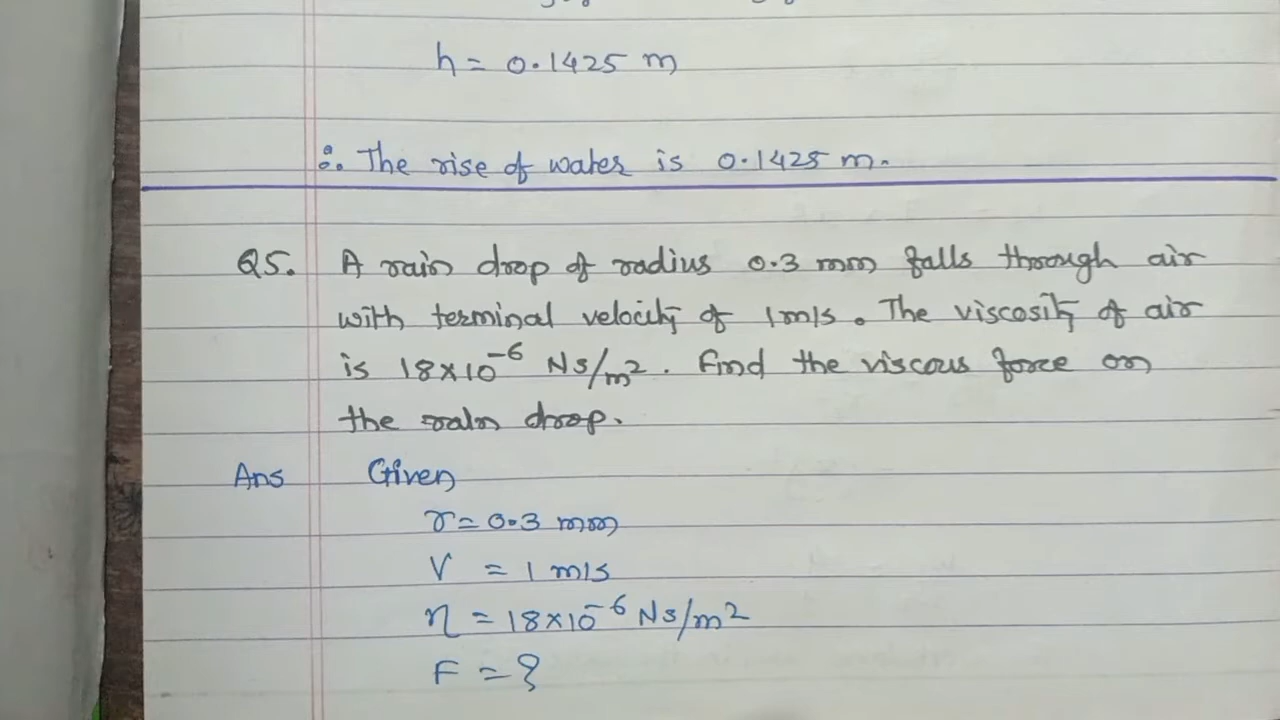 h = 0.1425 m
∴ The rise of water is 0.1425 m.
Q5. A rain drop of radius 0.3 mm falls through air
with terminal velocity of 1m/s. The viscosity of air
is 18×10⁻⁶ Ns/m². Find the viscous force on
the rain drop.
Ans Given
r = 0.3 mm
V = 1 m/s
η = 18×10⁻⁶ Ns/m²
F = ?